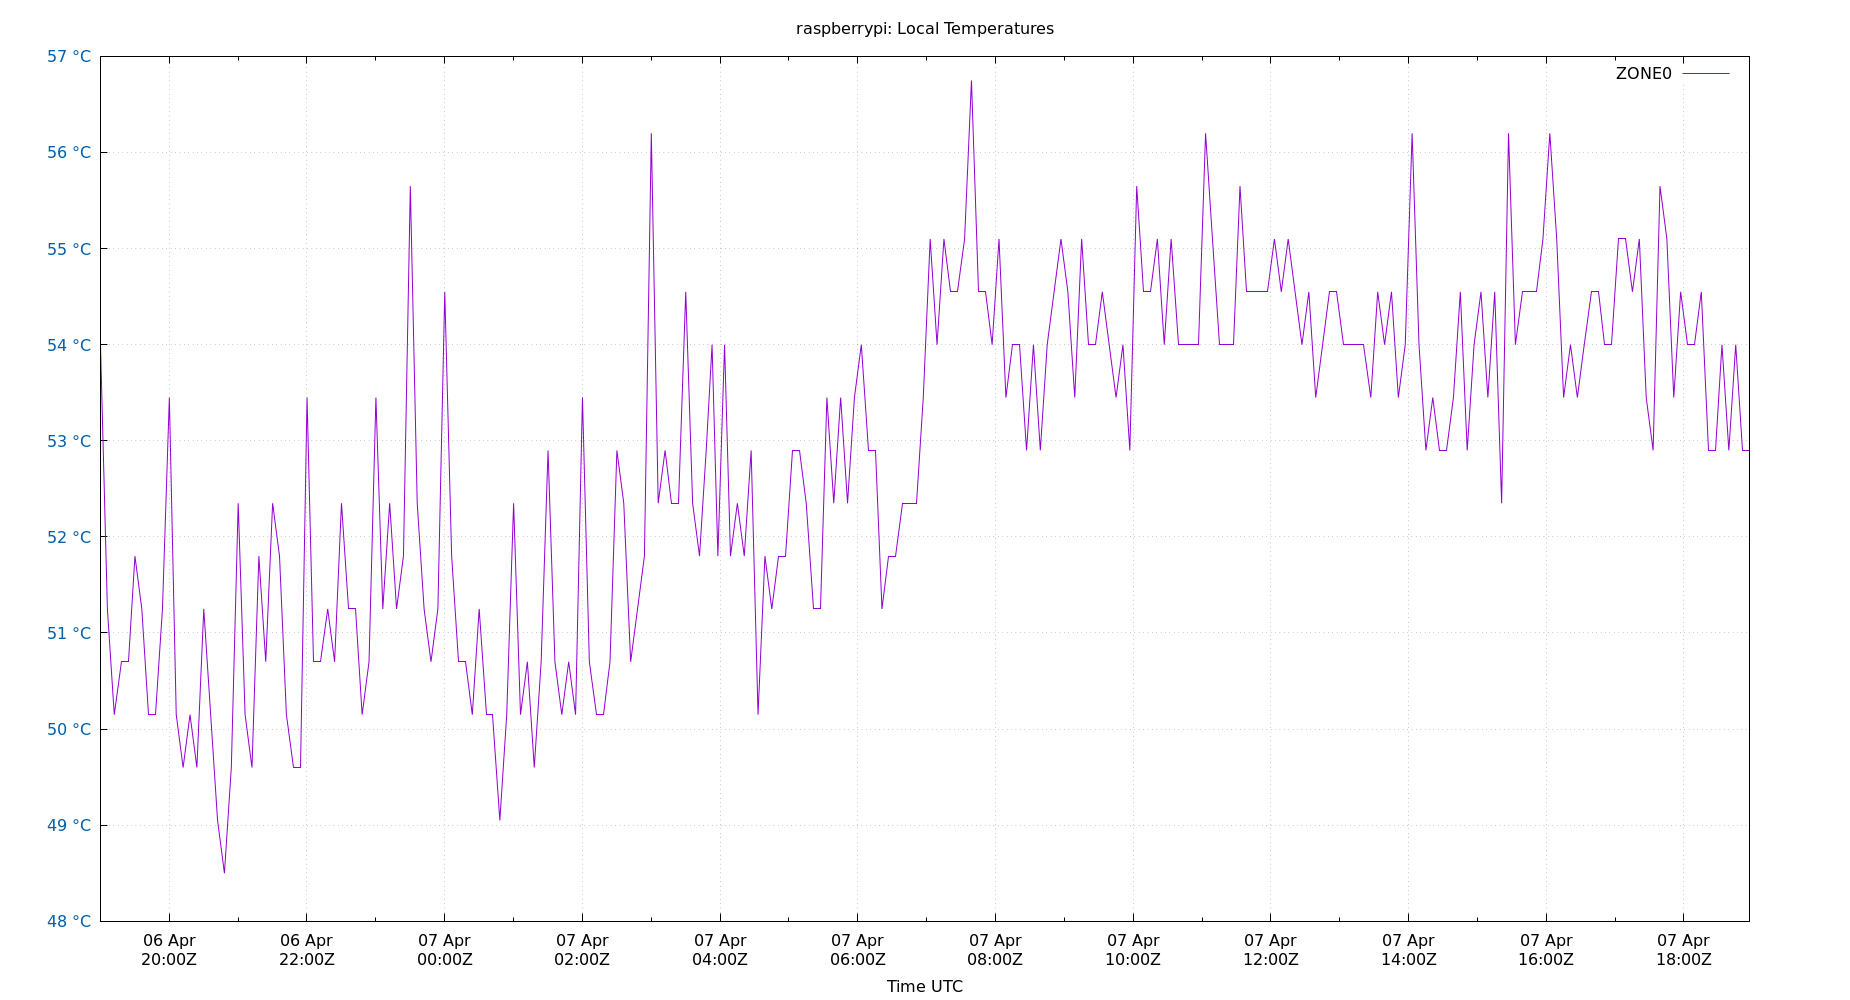 raspberrypi: Local Temperatures
ZONE0
57 °C
56 °C
55 °C
54 °C
53 °C
52 °C
51 °C
50 °C
49 °C
48 °C
06 Apr 06 Apr 07 Apr 07 Apr 07 Apr 07 Apr 07 Apr 07 Apr 07 Apr 07 Apr 07 Apr 07 Apr
20:00Z 22:00Z 00:00Z 02:00Z 04:00Z 06:00Z 08:00Z 10:00Z 12:00Z 14:00Z 16:00Z 18:00Z
Time UTC